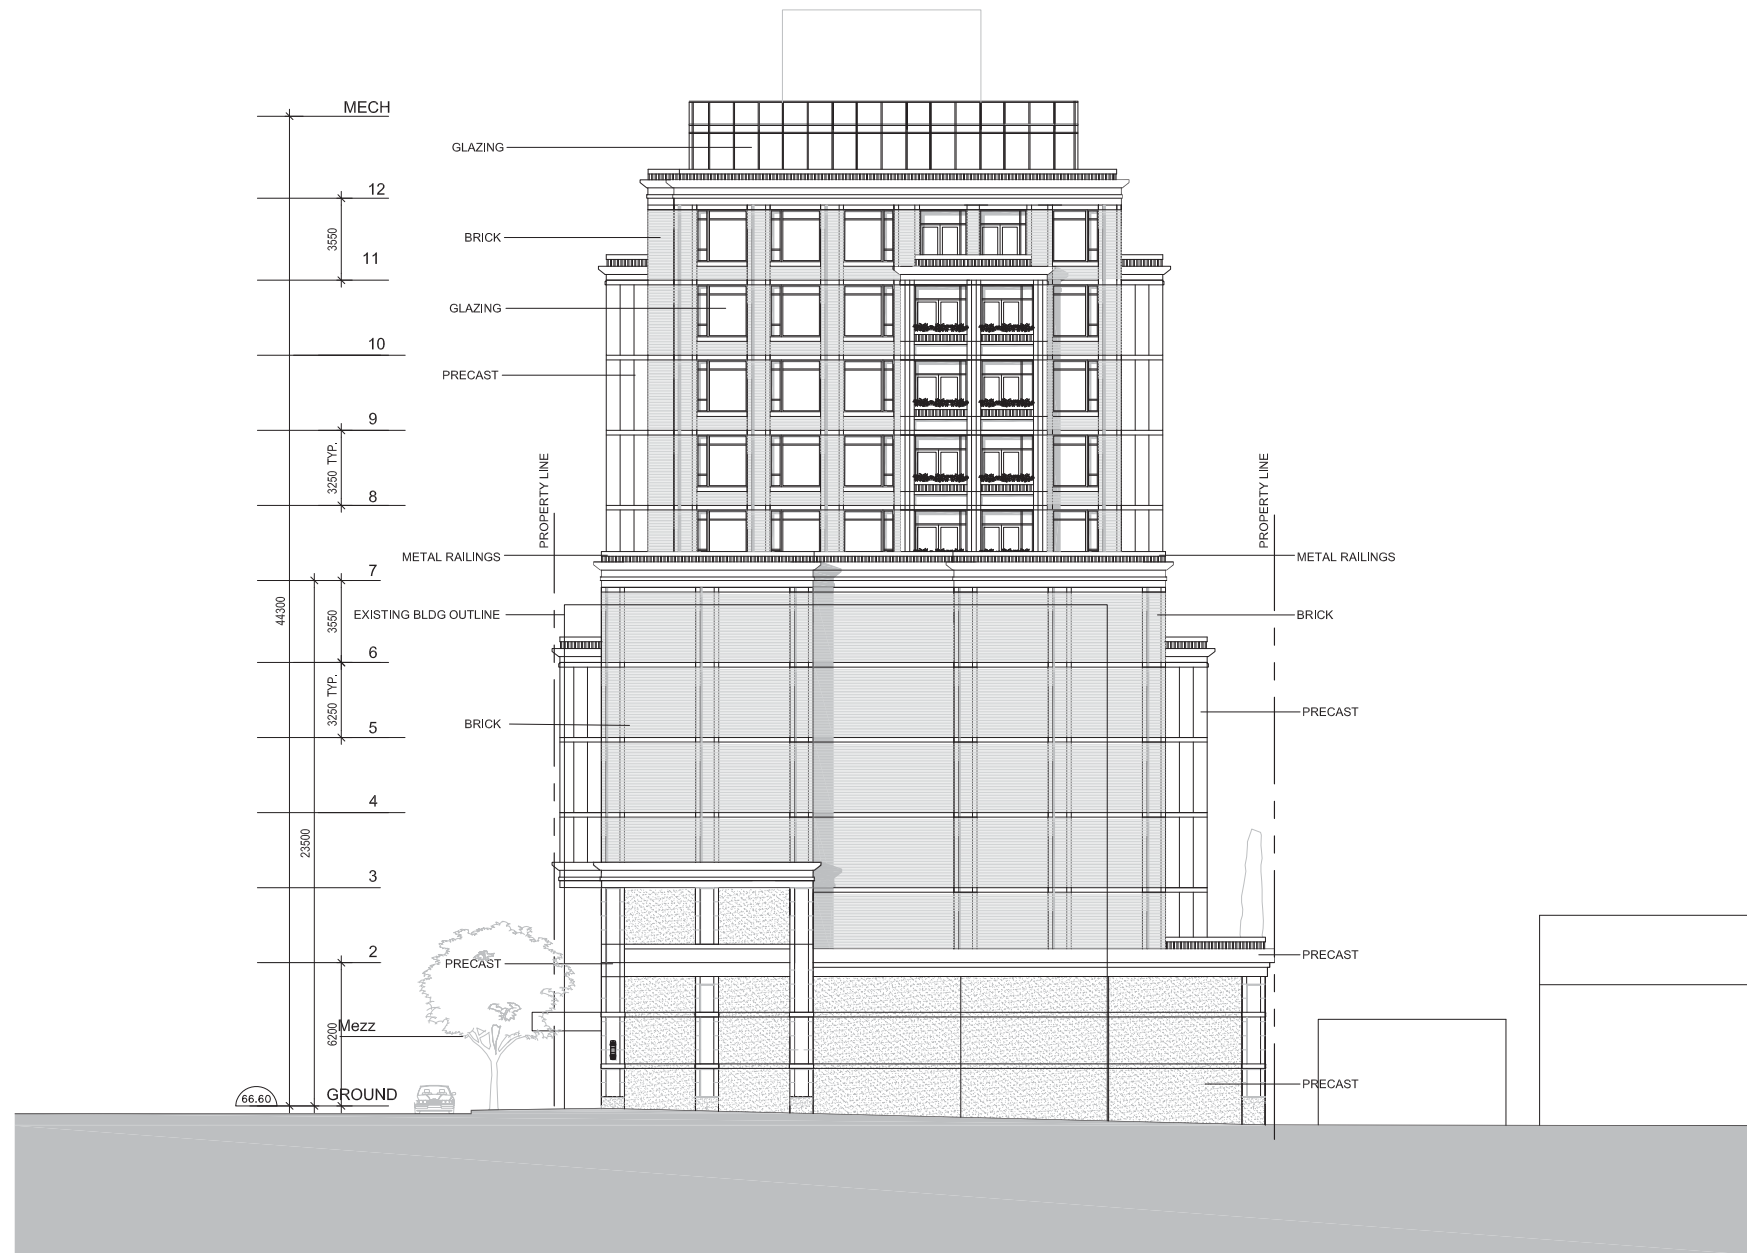 MECH
GLAZING
12
3550
BRICK
11
GLAZING
10
PRECAST
9
3250 TYP.
8
PROPERTY LINE
PROPERTY LINE
METAL RAILINGS
METAL RAILINGS
7
44300
3550
EXISTING BLDG OUTLINE
BRICK
6
3250 TYP.
PRECAST
5
BRICK
4
23500
3
2
PRECAST
PRECAST
6200
Mezz
PRECAST
66.60
GROUND